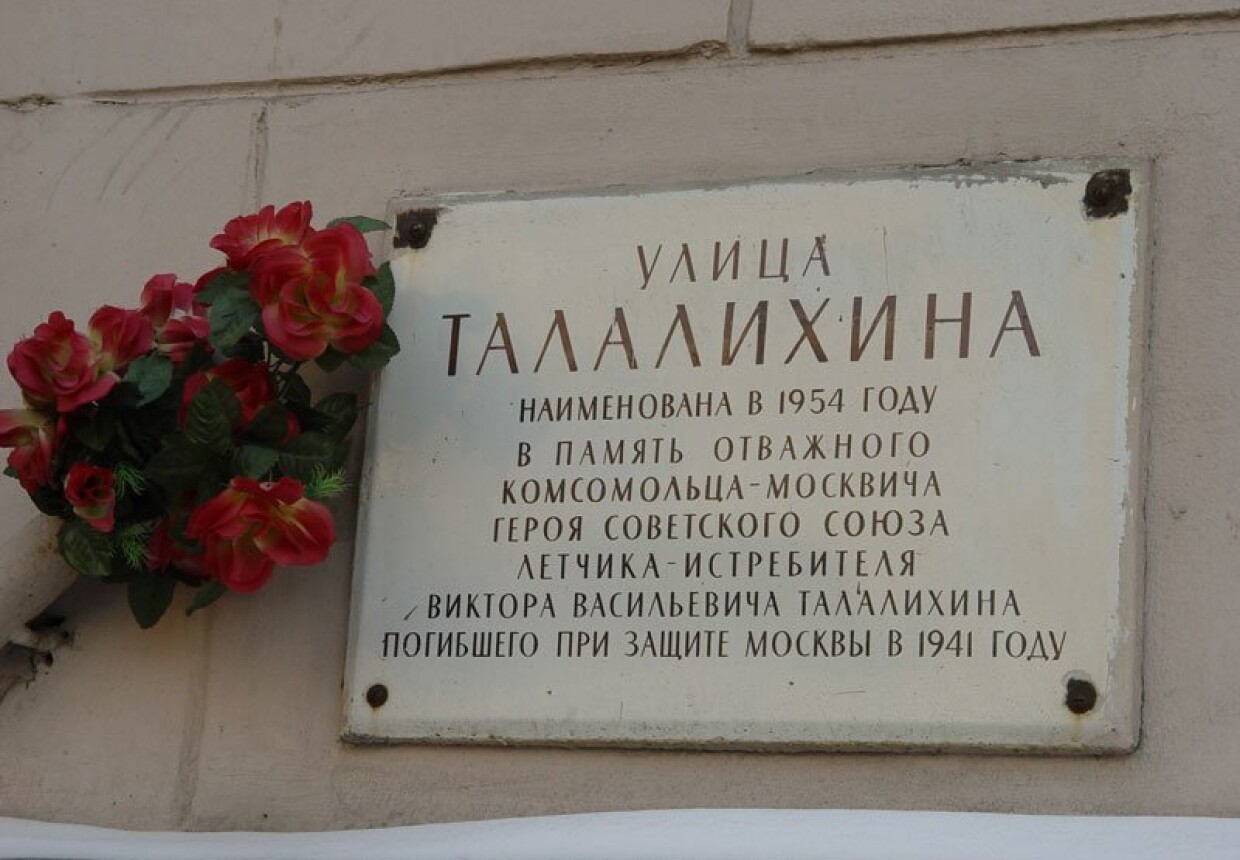 УЛИЦА
ТАЛАЛИХИНА
НАИМЕНОВАНА В 1954 ГОДУ
В ПАМЯТЬ ОТВАЖНОГО
КОМСОМОЛЬЦА-МОСКВИЧА
ГЕРОЯ СОВЕТСКОГО СОЮЗА
ЛЕТЧИКА-ИСТРЕБИТЕЛЯ
ВИКТОРА ВАСИЛЬЕВИЧА ТАЛАЛИХИНА
ПОГИБШЕГО ПРИ ЗАЩИТЕ МОСКВЫ В 1941 ГОДУ